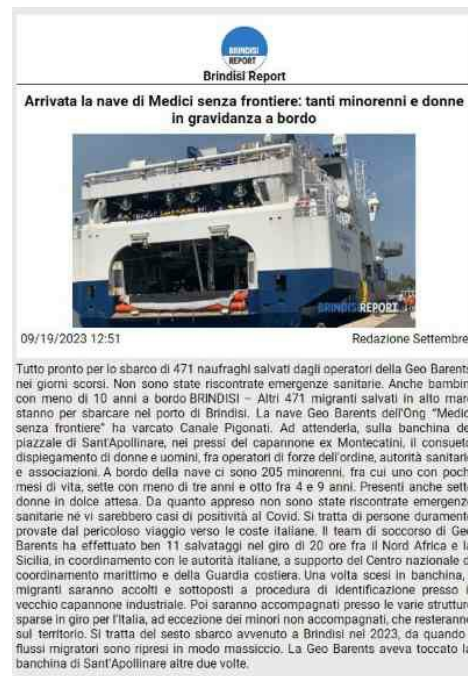 BRINDISI
REPORT
Brindisi Report
Arrivata la nave di Medici senza frontiere: tanti minorenni e donne
in gravidanza a bordo
BRINDISI REPORT
09/19/2023 12:51 Redazione Settembre
Tutto pronto per lo sbarco di 471 naufraghi salvati dagli operatori della Geo Barents
nei giorni scorsi. Non sono state riscontrate emergenze sanitarie. Anche bambin
con meno di 10 anni a bordo BRINDISI – Altri 471 migranti salvati in alto mare
stanno per sbarcare nel porto di Brindisi. La nave Geo Barents dell'Ong "Medic
senza frontiere" ha varcato Canale Pigonati. Ad attenderla, sulla banchina de
piazzale di Sant'Apollinare, nei pressi del capannone ex Montecatini, il consueto
dispiegamento di donne e uomini, fra operatori di forze dell'ordine, autorità sanitarie
e associazioni. A bordo della nave ci sono 205 minorenni, fra cui uno con poch
mesi di vita, sette con meno di tre anni e otto fra 4 e 9 anni. Presenti anche sette
donne in dolce attesa. Da quanto appreso non sono state riscontrate emergenze
sanitarie né vi sarebbero casi di positività al Covid. Si tratta di persone duramente
provate dal pericoloso viaggio verso le coste italiane. Il team di soccorso di Geo
Barents ha effettuato ben 11 salvataggi nel giro di 20 ore fra il Nord Africa e la
Sicilia, in coordinamento con le autorità italiane, a supporto del Centro nazionale d
coordinamento marittimo e della Guardia costiera. Una volta scesi in banchina,
migranti saranno accolti e sottoposti a procedura di identificazione presso i
vecchio capannone industriale. Poi saranno accompagnati presso le varie struttur
sparse in giro per l'Italia, ad eccezione dei minori non accompagnati, che resteranno
sul territorio. Si tratta del sesto sbarco avvenuto a Brindisi nel 2023, da quando
flussi migratori sono ripresi in modo massiccio. La Geo Barents aveva toccato la
banchina di Sant'Apollinare altre due volte.